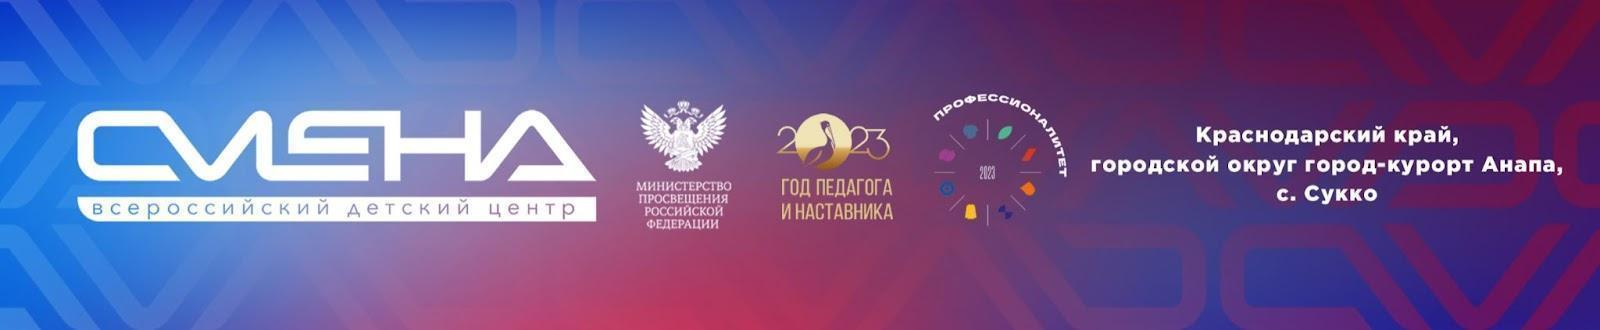 СМЕНА
всероссийский детский центр
МИНИСТЕРСТВО
ПРОСВЕЩЕНИЯ
РОССИЙСКОЙ
ФЕДЕРАЦИИ
2023
ГОД ПЕДАГОГА
И НАСТАВНИКА
ПРОФЕССИОНАЛИТЕТ
2023
Краснодарский край,
городской округ город-курорт Анапа,
с. Сукко